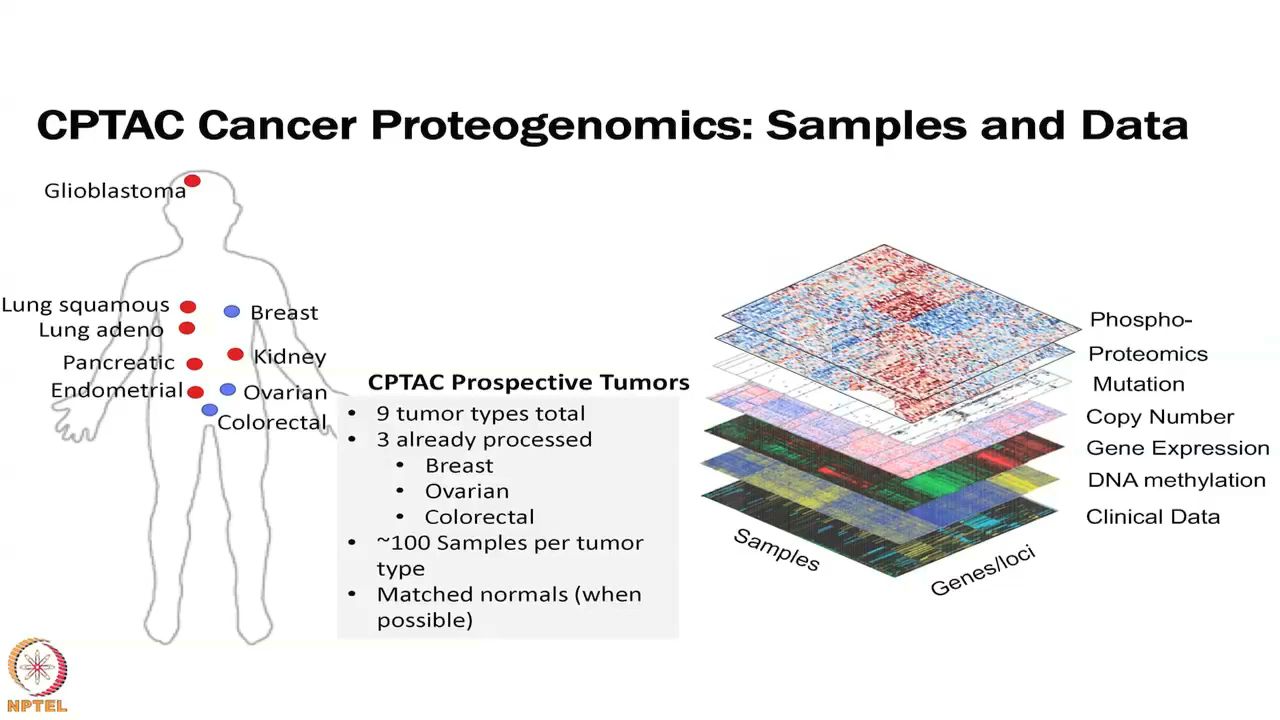 CPTAC Cancer Proteogenomics: Samples and Data
Glioblastoma
Lung squamous
Lung adeno
Pancreatic
Endometrial
Breast
Kidney
Ovarian
Colorectal
CPTAC Prospective Tumors
• 9 tumor types total
• 3 already processed
• Breast
• Ovarian
• Colorectal
• ~100 Samples per tumor
type
• Matched normals (when
possible)
Phospho-
Proteomics
Mutation
Copy Number
Gene Expression
DNA methylation
Clinical Data
Samples
Genes/loci
NPTEL